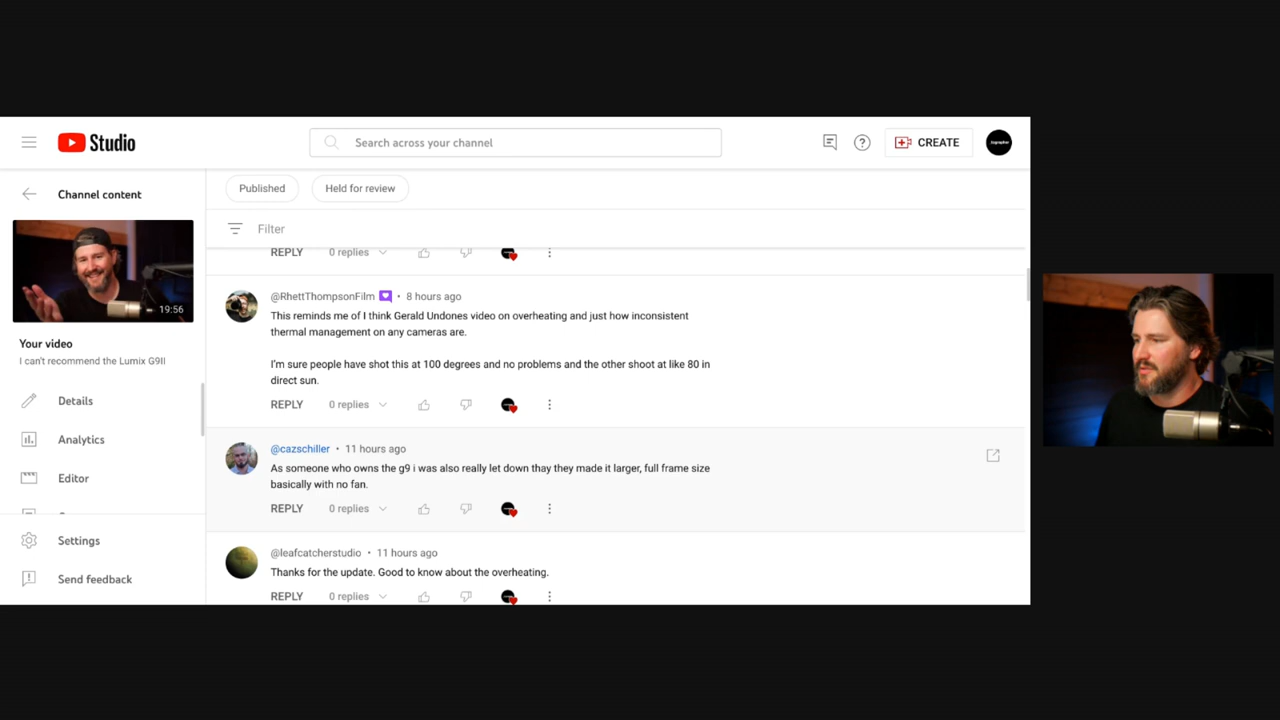 Studio
Search across your channel
CREATE
Channel content
19:56
Your video
I can't recommend the Lumix G9II
Details
Analytics
Editor
Settings
Send feedback
Published
Held for review
Filter
REPLY 0 replies
@RhettThompsonFilm • 8 hours ago
This reminds me of I think Gerald Undones video on overheating and just how inconsistent
thermal management on any cameras are.
I'm sure people have shot this at 100 degrees and no problems and the other shoot at like 80 in
direct sun.
REPLY 0 replies
@cazschiller • 11 hours ago
As someone who owns the g9 i was also really let down thay they made it larger, full frame size
basically with no fan.
REPLY 0 replies
@leafcatcherstudio • 11 hours ago
Thanks for the update. Good to know about the overheating.
REPLY 0 replies